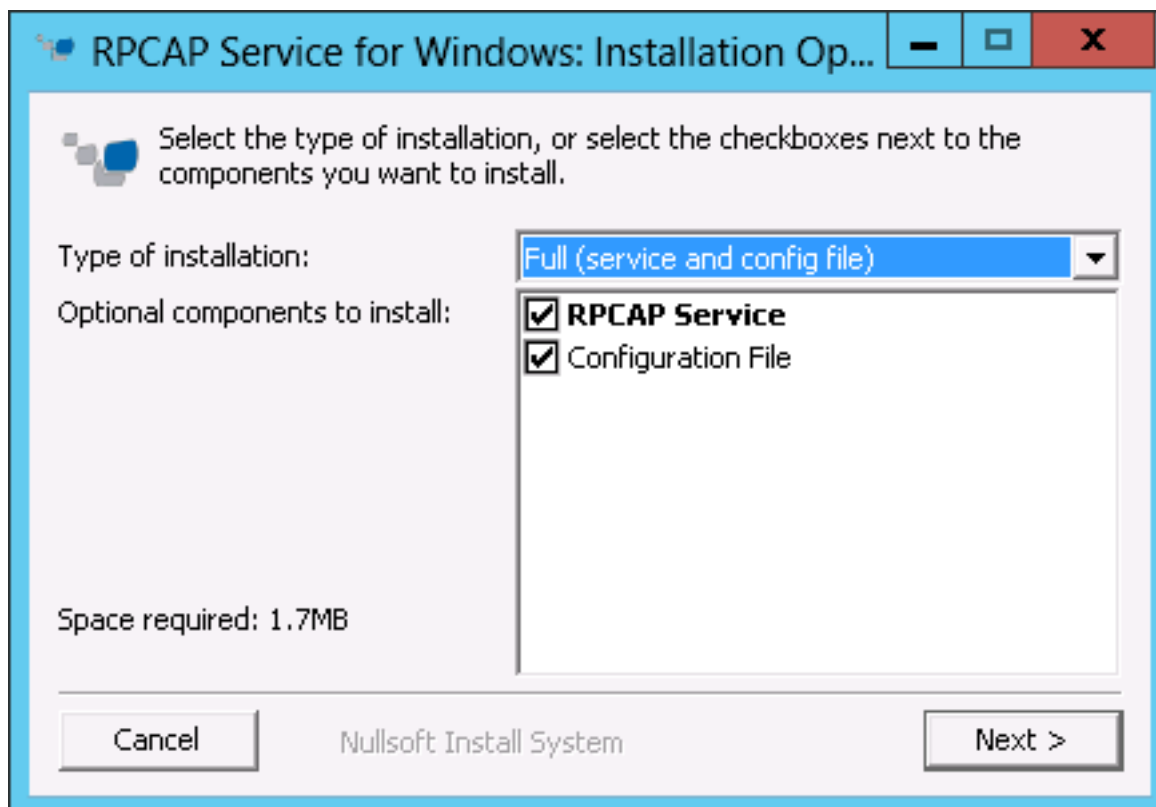 RPCAP Service for Windows: Installation Op...
Select the type of installation, or select the checkboxes next to the
components you want to install.
Type of installation:
Full (service and config file)
Optional components to install:
RPCAP Service
Configuration File
Space required: 1.7MB
Cancel
Nullsoft Install System
Next >